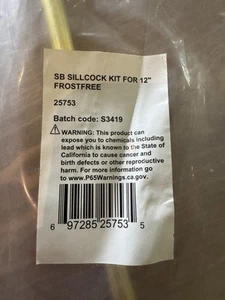 SB SILLCOCK KIT FOR 12"
FROSTFREE
25753
Batch code: S3419
⚠ WARNING: This product can
expose you to chemicals including
lead which is known to the State of
California to cause cancer and
birth defects or other reproductive
harm. For more information go
to www.P65Warnings.ca.gov.
6 97285 25753 5